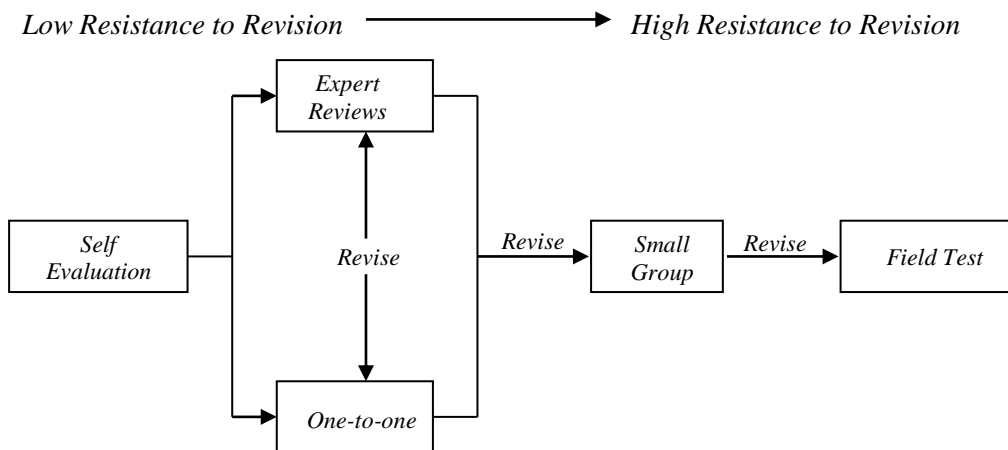 Low Resistance to Revision
High Resistance to Revision
Expert
Reviews
Self
Evaluation
Revise
Revise
Small
Group
Revise
Field Test
One-to-one